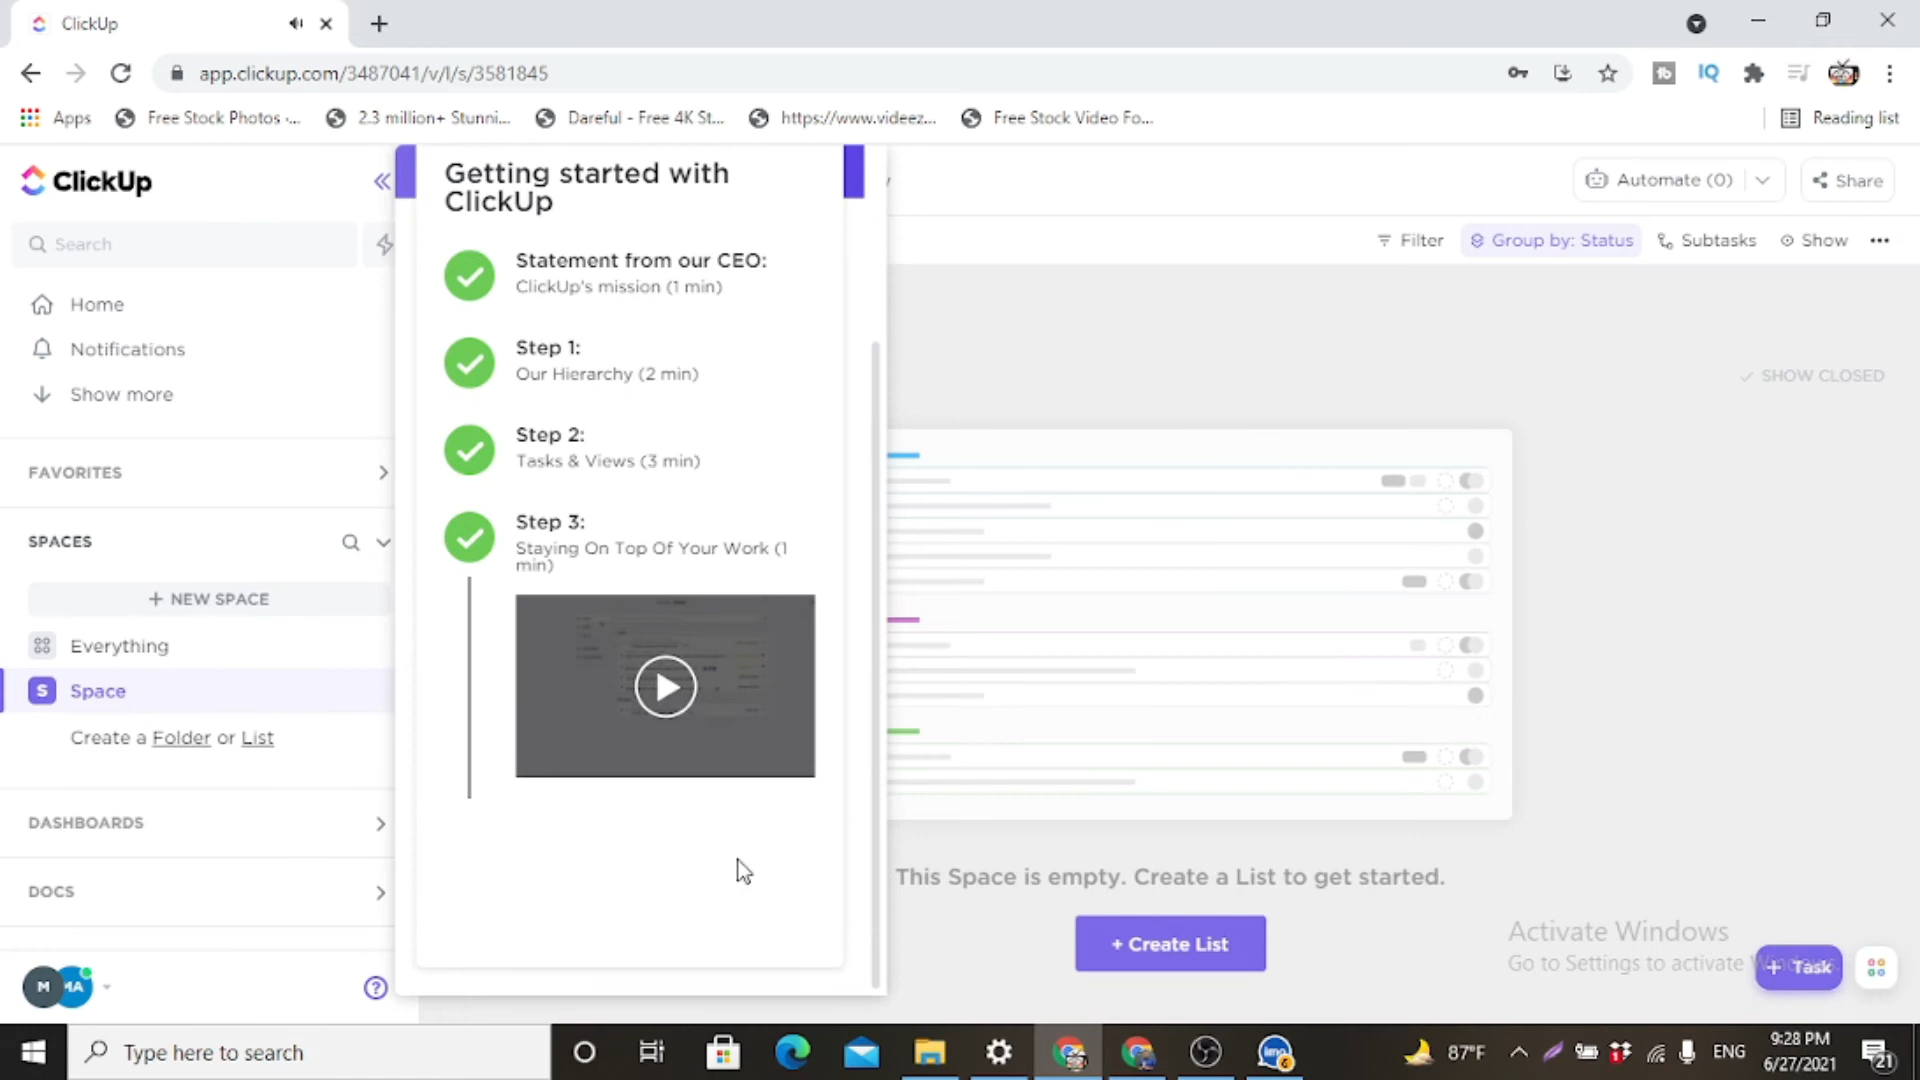 ClickUp
app.clickup.com/3487041/v/l/s/3581845
Apps
Free Stock Photos -...
2.3 million+ Stunni...
Dareful - Free 4K St...
https://www.videez...
Free Stock Video Fo...
Reading list
ClickUp
Search
Home
Notifications
Show more
FAVORITES
SPACES
+ NEW SPACE
Everything
S Space
Create a Folder or List
DASHBOARDS
DOCS
M MA
Getting started with
ClickUp
Statement from our CEO:
ClickUp's mission (1 min)
Step 1:
Our Hierarchy (2 min)
Step 2:
Tasks & Views (3 min)
Step 3:
Staying On Top Of Your Work (1
min)
Automate (0)
Share
Filter
Group by: Status
Subtasks
Show
SHOW CLOSED
This Space is empty. Create a List to get started.
+ Create List
Activate Windows
Go to Settings to activate
+ Task
Type here to search
87°F
ENG
9:28 PM
6/27/2021
21